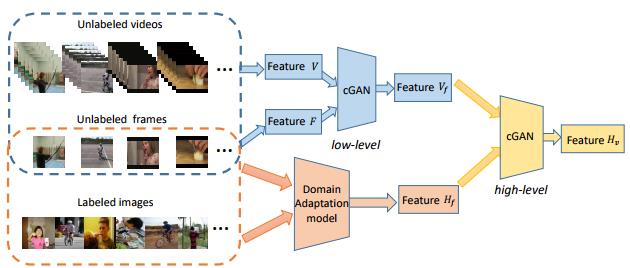 Unlabeled videos
...
Feature V
cGAN
Feature V_f
Feature F
low-level
Unlabeled frames
...
Domain
Adaptation
model
Feature H_f
cGAN
high-level
Feature H_v
Labeled images
...